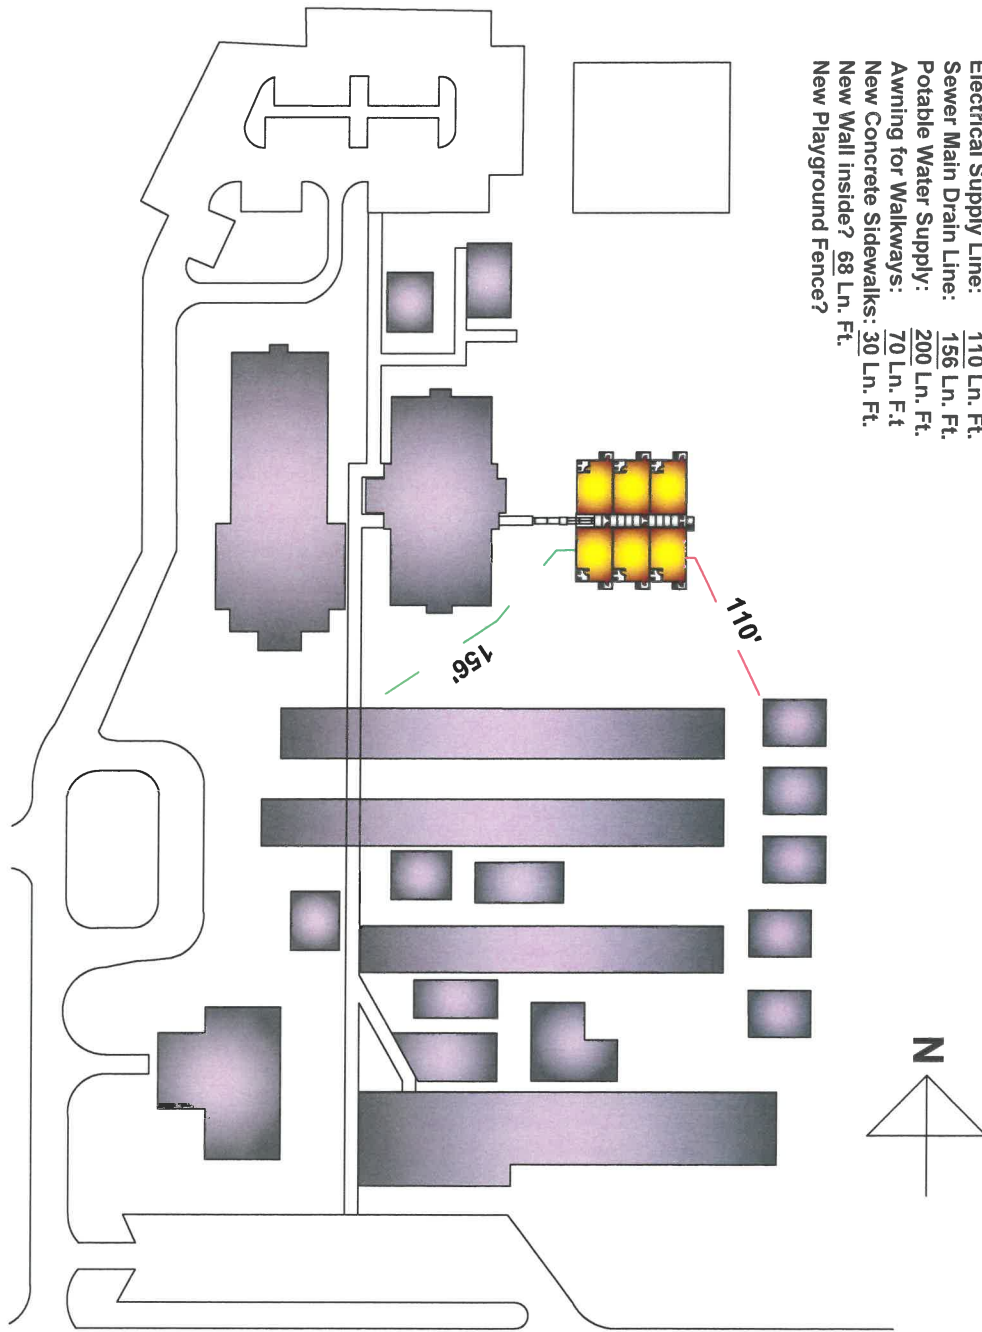 Electrical Supply Line: 110 Ln. Ft.
Sewer Main Drain Line: 156 Ln. Ft.
Potable Water Supply: 200 Ln. Ft.
Awning for Walkways: 70 Ln. F.t
New Concrete Sidewalks: 30 Ln. Ft.
New Wall inside? 68 Ln. Ft.
New Playground Fence?
110'
156'
N